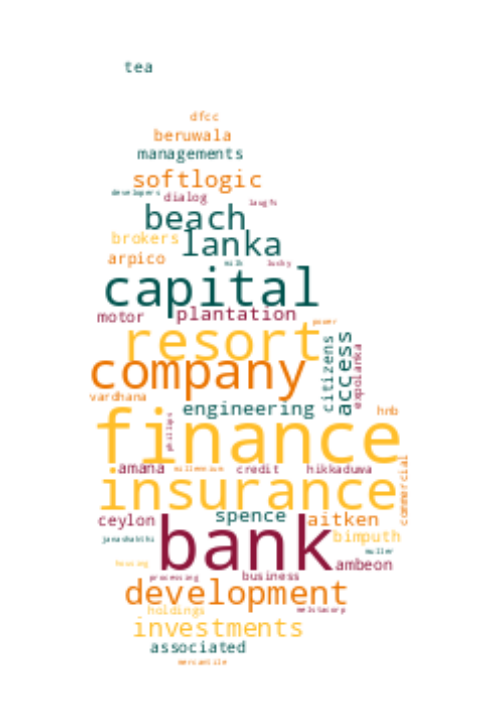 tea
dfcc
beruwala
managements
softlogic
developers
dialog
laugfs
beach
brokers
lanka
arpico
milk
lucky
capital
motor
plantation
power
resort
citizens
access
expolanka
company
vardhana
engineering
hnb
finance
phillips
amana
millennium
credit
hikkaduwa
commercial
insurance
ceylon
spence
aitken
bank
janashakthi
bimputh
muller
housing
ambeon
processing
business
development
holdings
melstacorp
investments
associated
mercantile